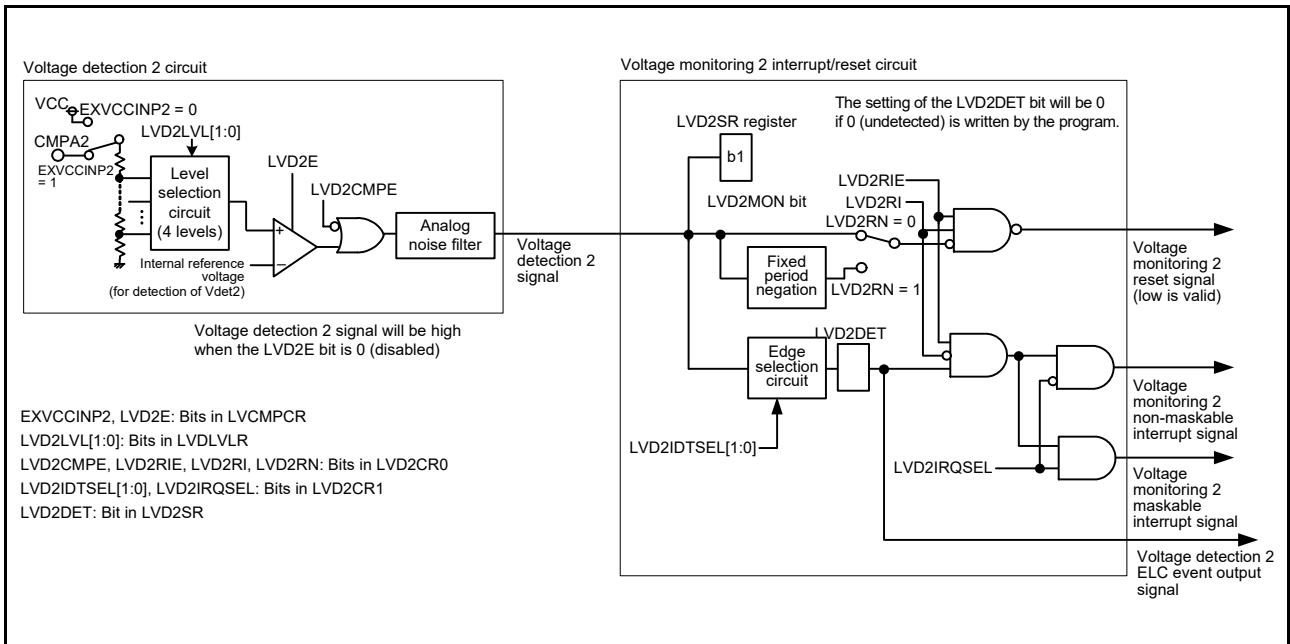 Voltage detection 2 circuit
VCC
EXVCCINP2 = 0
CMPA2
EXVCCINP2
= 1
LVD2LVL[1:0]
Level
selection
circuit
(4 levels)
LVD2E
LVD2CMPE
+
−
Internal reference
voltage
(for detection of Vdet2)
Analog
noise filter
Voltage
detection 2
signal
Voltage detection 2 signal will be high
when the LVD2E bit is 0 (disabled)
Voltage monitoring 2 interrupt/reset circuit
The setting of the LVD2DET bit will be 0
if 0 (undetected) is written by the program.
LVD2SR register
b1
LVD2MON bit
LVD2RIE
LVD2RI
LVD2RN = 0
Fixed
period
negation
LVD2RN = 1
LVD2DET
Edge
selection
circuit
LVD2IDTSEL[1:0]
LVD2IRQSEL
Voltage
monitoring 2
reset signal
(low is valid)
Voltage
monitoring 2
non-maskable
interrupt signal
Voltage
monitoring 2
maskable
interrupt signal
Voltage detection 2
ELC event output
signal
EXVCCINP2, LVD2E: Bits in LVCMPCR
LVD2LVL[1:0]: Bits in LVDLVLR
LVD2CMPE, LVD2RIE, LVD2RI, LVD2RN: Bits in LVD2CR0
LVD2IDTSEL[1:0], LVD2IRQSEL: Bits in LVD2CR1
LVD2DET: Bit in LVD2SR